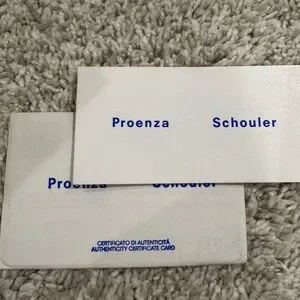 Proenza Schouler
Proenza Schouler
CERTIFICATO DI AUTENTICITÀ
AUTHENTICITY CERTIFICATE CARD